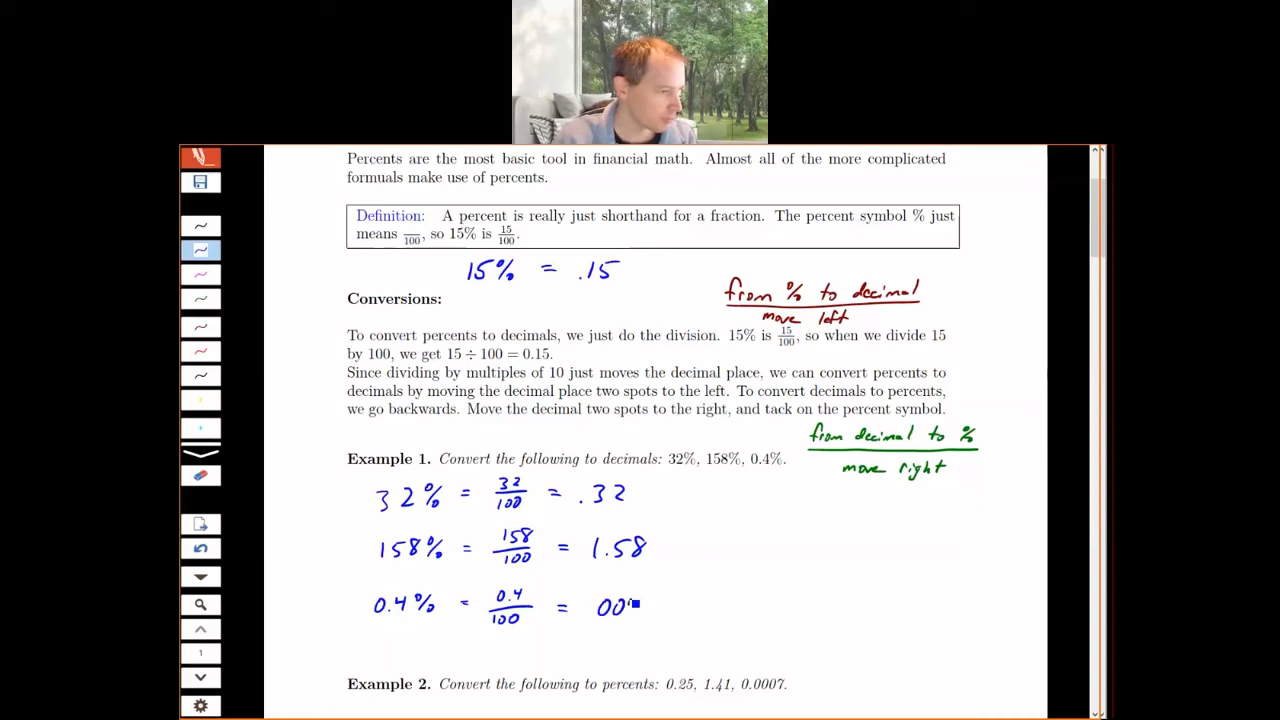 Percents are the most basic tool in financial math. Almost all of the more complicated
formuals make use of percents.
Definition: A percent is really just shorthand for a fraction. The percent symbol % just
means /100, so 15% is 15/100.
15% = .15
from % to decimal
move left
Conversions:
To convert percents to decimals, we just do the division. 15% is 15/100, so when we divide 15
by 100, we get 15 ÷ 100 = 0.15.
Since dividing by multiples of 10 just moves the decimal place, we can convert percents to
decimals by moving the decimal place two spots to the left. To convert decimals to percents,
we go backwards. Move the decimal two spots to the right, and tack on the percent symbol.
from decimal to %
move right
Example 1. Convert the following to decimals: 32%, 158%, 0.4%.
32% = 32/100 = .32
158% = 158/100 = 1.58
0.4% = 0.4/100 = 00
1
Example 2. Convert the following to percents: 0.25, 1.41, 0.0007.